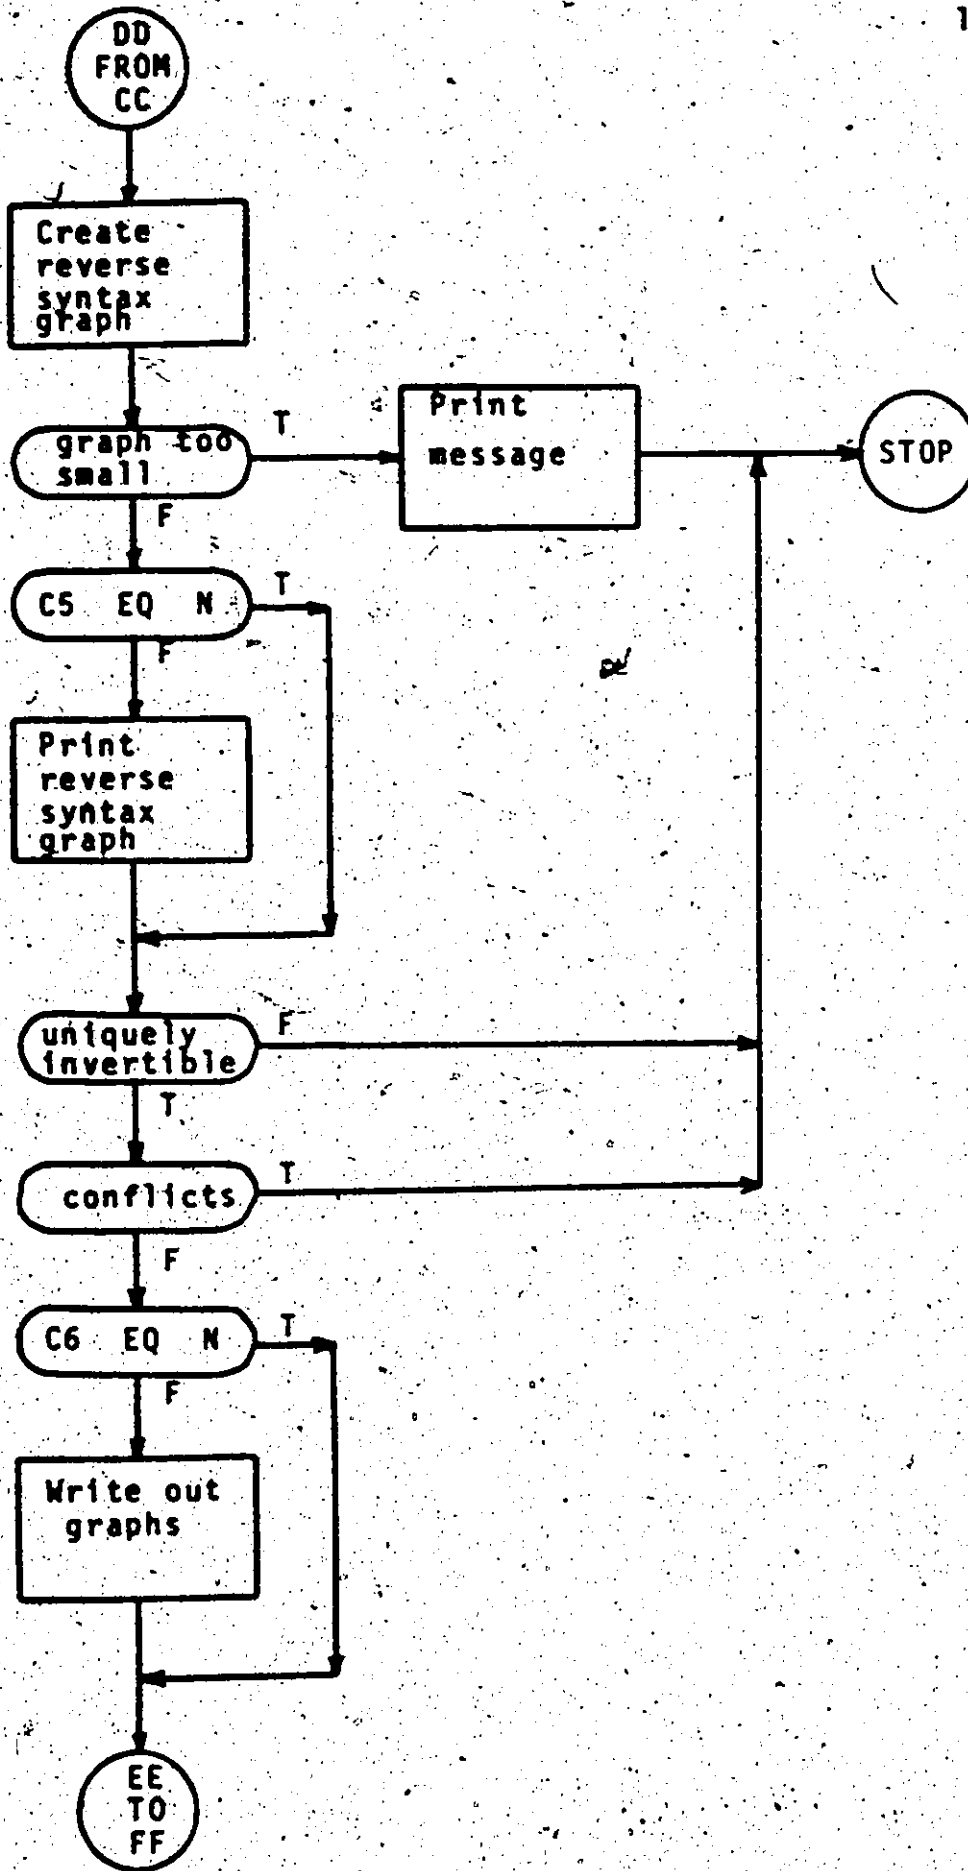 1
DD
FROM
CC
Create
reverse
syntax
graph
graph too
small
T
Print
message
STOP
F
C5 EQ N
T
F
Print
reverse
syntax
graph
uniquely
invertible
F
T
conflicts
T
F
C6 EQ N
T
F
Write out
graphs
EE
TO
FF